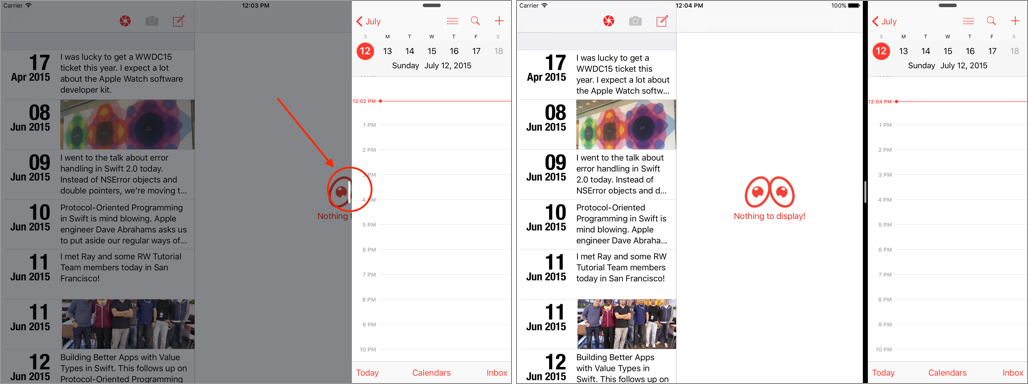 Carrier
12:03 PM
17
Apr 2015
I was lucky to get a
WWDC15
ticket this year. I expect a lot
about the Apple Watch software
developer kit.
08
Jun 2015
09
Jun 2015
I went to the talk about error
handling in Swift 2.0 today.
Instead of NSError objects and
double pointers, we're moving t...
10
Jun 2015
Protocol-Oriented Programming
in Swift is mind blowing. Apple
engineer Dave Abrahams asks
us to put aside our regular ways of...
11
Jun 2015
I met Ray and some RW Tutorial
Team members today in San
Francisco!
11
Jun 2015
12
Jun 2015
Building Better Apps with Value
Types in Swift. This follows up on
Protocol-Oriented Programming
Nothing
July
S M T W T F S
12 13 14 15 16 17 18
Sunday July 12, 2015
12:02 PM
1 PM
2 PM
3 PM
4 PM
5 PM
6 PM
7 PM
8 PM
9 PM
10 PM
Today Calendars Inbox
Carrier
12:04 PM
100%
17
Apr 2015
I was lucky to get a
WWDC15 ticket this
year. I expect a lot about
the Apple Watch softw...
08
Jun 2015
09
Jun 2015
I went to the talk about
error handling in Swift
2.0 today. Instead of
NSError objects and d...
10
Jun 2015
Protocol-Oriented
Programming in Swift is
mind blowing. Apple
engineer Dave Abraha...
11
Jun 2015
I met Ray and some RW
Tutorial Team members
today in San Francisco!
11
Jun 2015
12
Jun 2015
Building Better Apps
with Value Types in
Swift. This follows up on
Nothing to display!
July
S M T W T F S
12 13 14 15 16 17 18
Sunday July 12, 2015
12:04 PM
1 PM
2 PM
3 PM
4 PM
5 PM
6 PM
7 PM
8 PM
9 PM
10 PM
Today Calendars Inbox